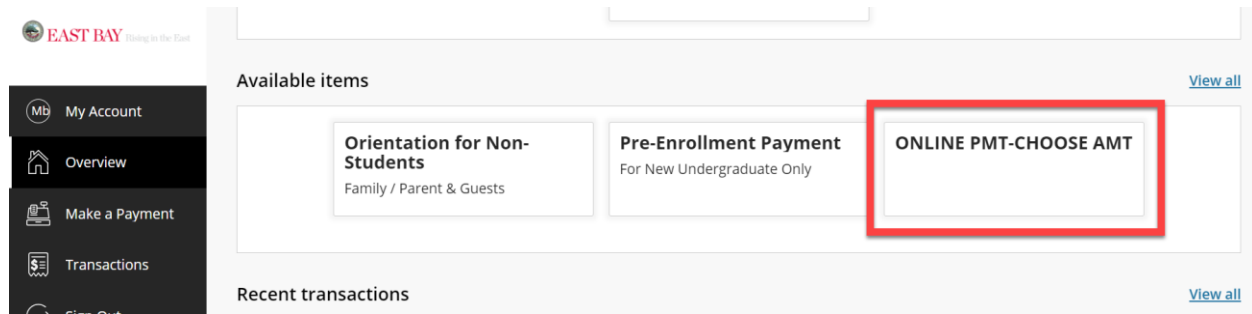 EAST BAY Rising in the East
Mb My Account
Overview
Make a Payment
Transactions
Sign Out
Available items
View all
Orientation for Non-
Students
Family / Parent & Guests
Pre-Enrollment Payment
For New Undergraduate Only
ONLINE PMT-CHOOSE AMT
Recent transactions
View all